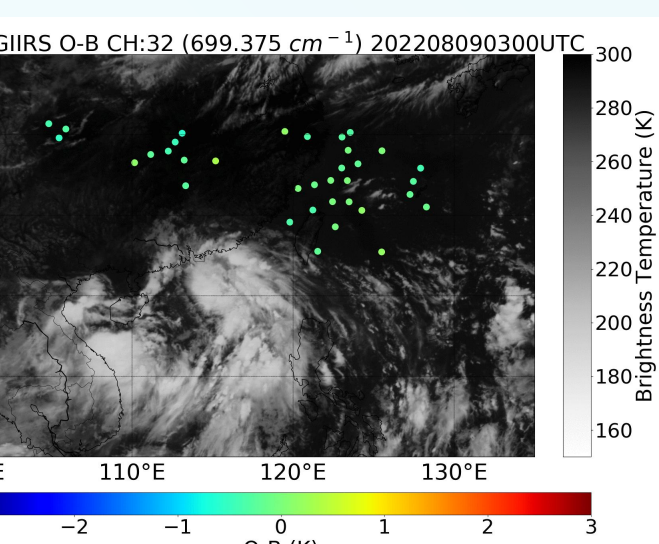 GIIRS O-B CH:32 (699.375 cm⁻¹) 202208090300UTC
300
280
260
240
220
200
180
160
Brightness Temperature (K)
E 110°E 120°E 130°E
−2 −1 0 1 2 3
O-B (K)